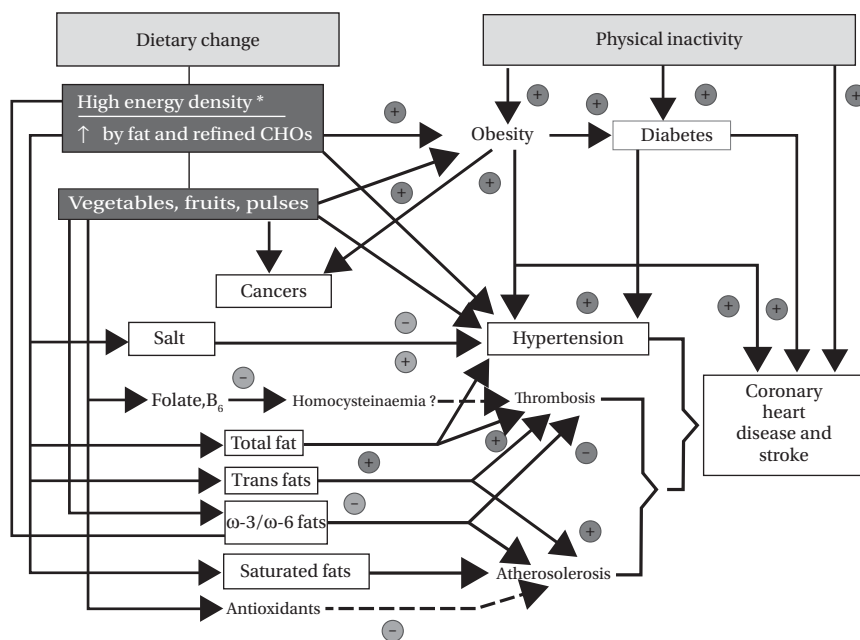 Dietary change
Physical inactivity
High energy density *
↑ by fat and refined CHOs
+
Obesity
+
+
Diabetes
+
+
Vegetables, fruits, pulses
+
+
Cancers
Salt
−
+
Hypertension
+
+
+
Folate,B6
−
Homocysteinaemia ?
Thrombosis
Coronary
heart
disease and
stroke
Total fat
+
−
Trans fats
+
ω-3/ω-6 fats
−
+
Saturated fats
Atherosolerosis
Antioxidants
−